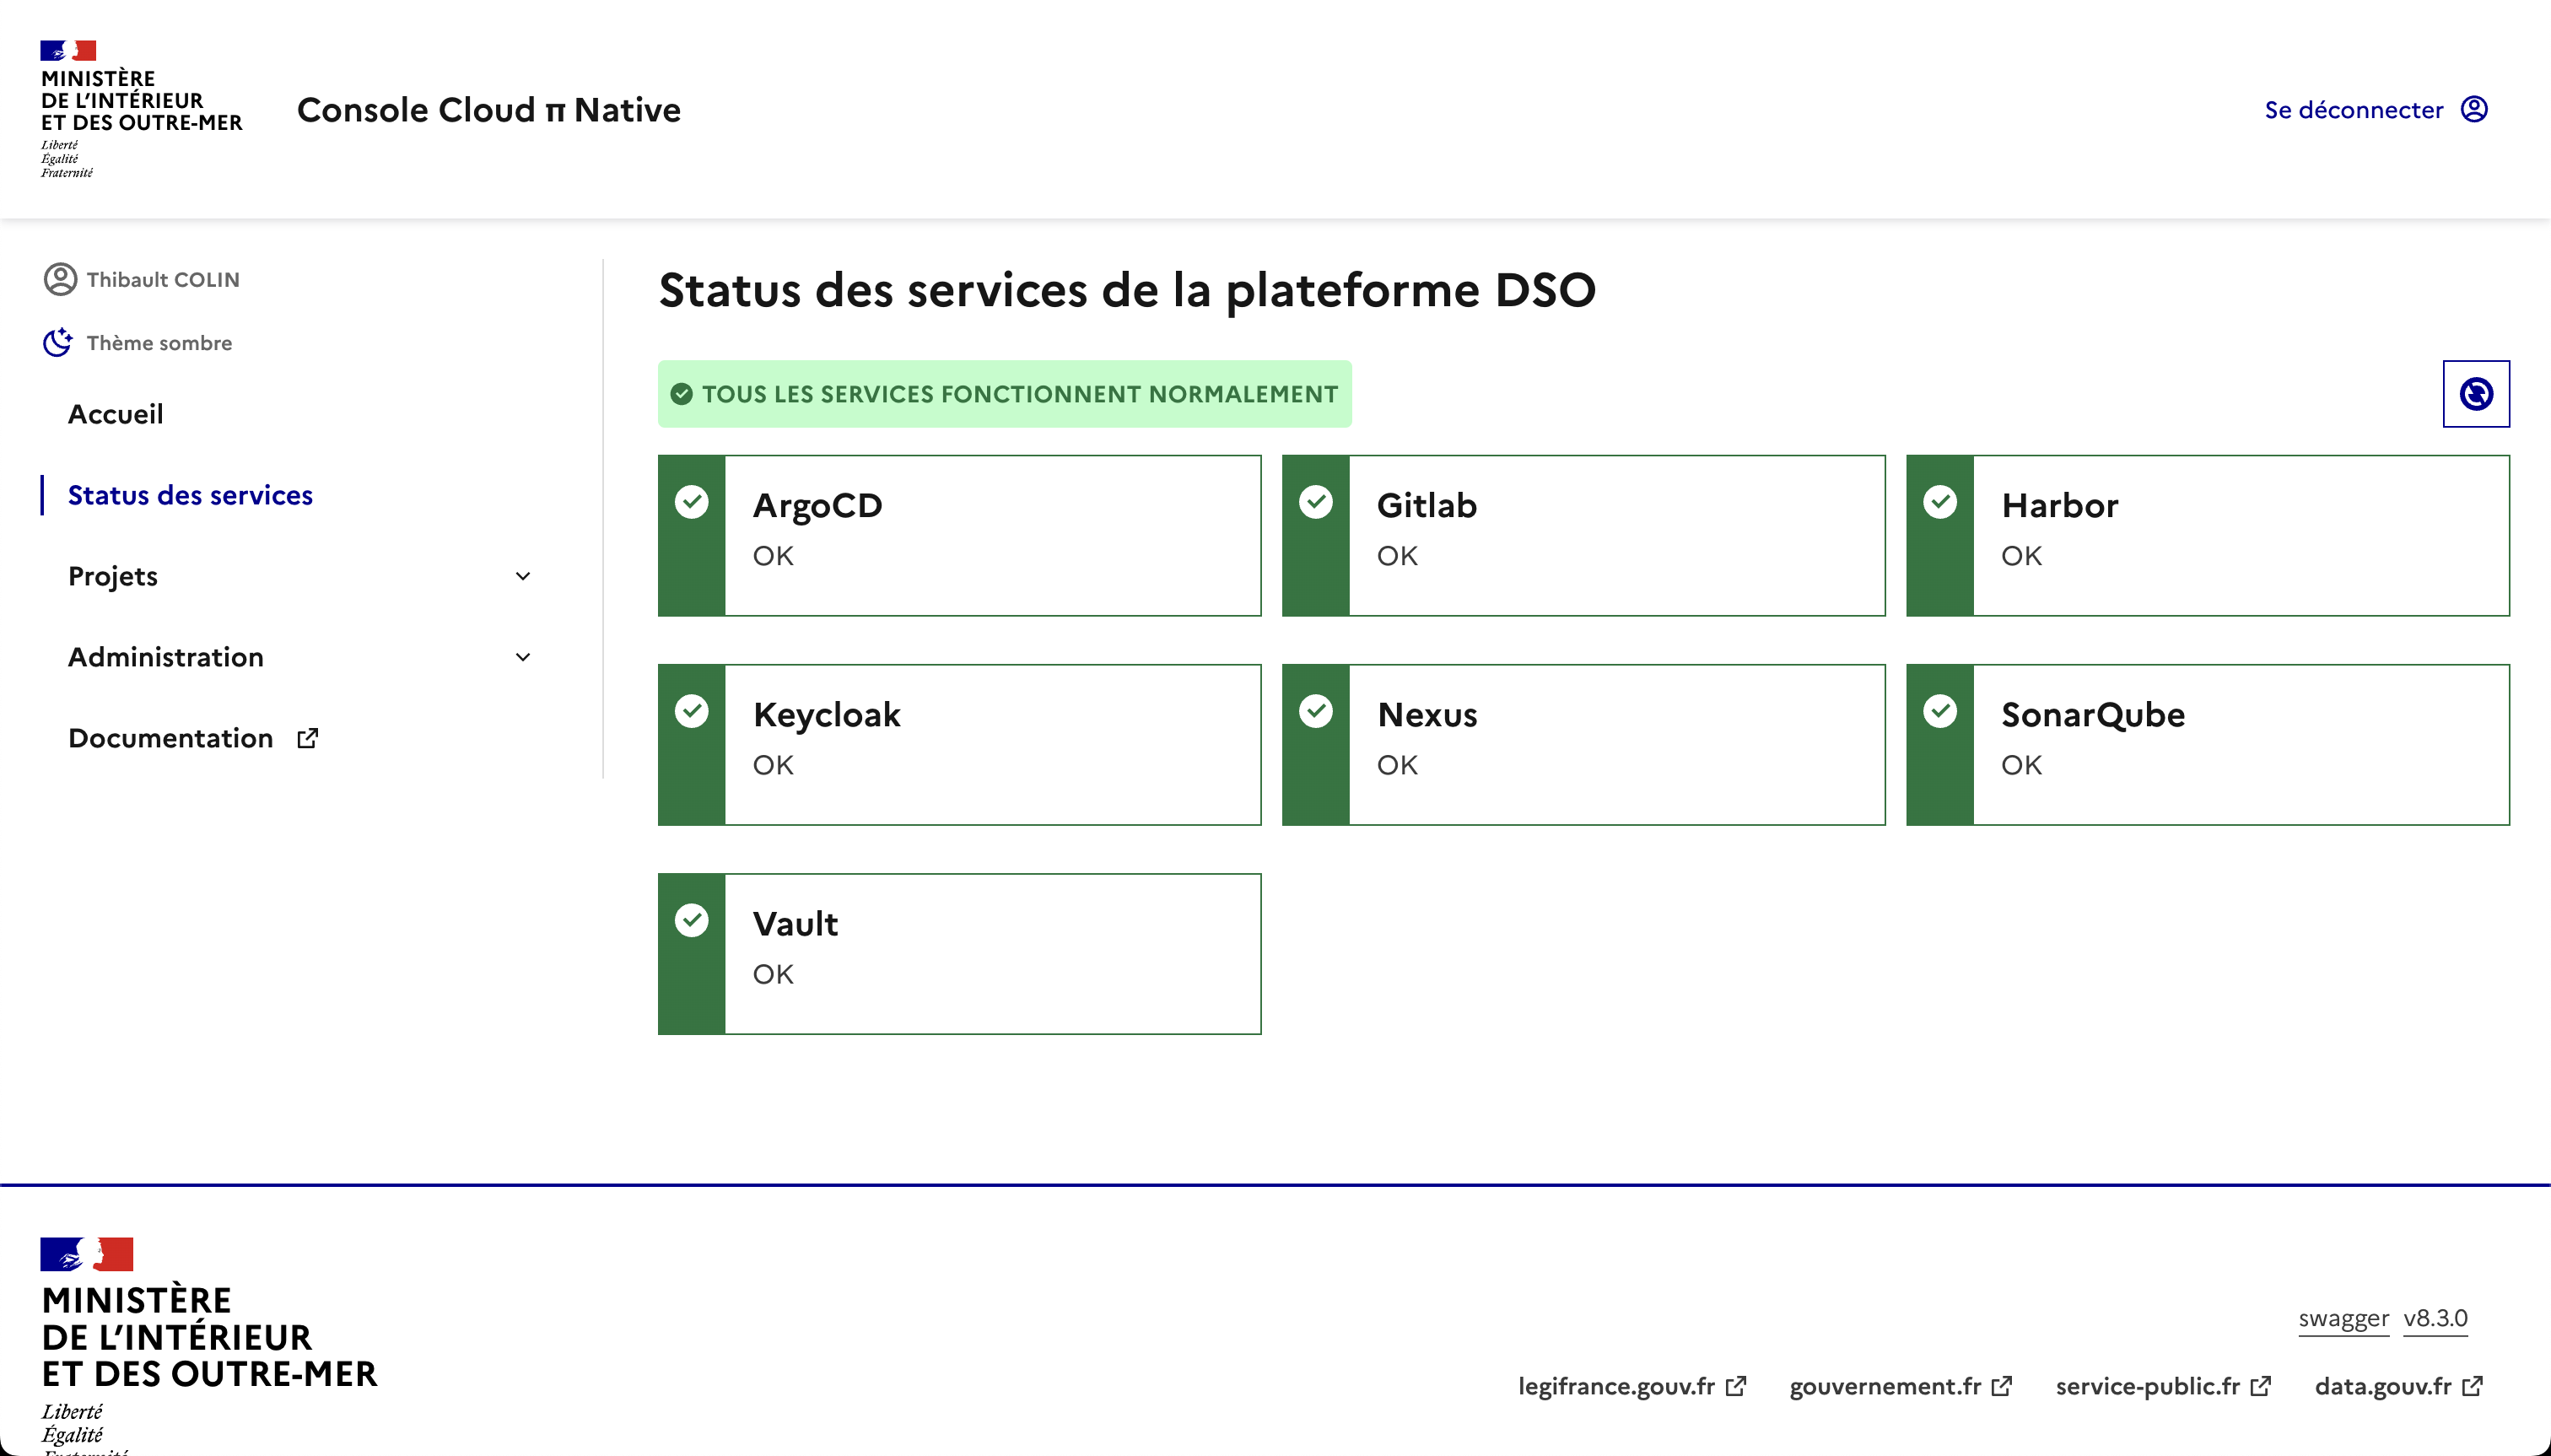 MINISTÈRE
DE L'INTÉRIEUR
ET DES OUTRE-MER
Liberté
Égalité
Fraternité
Console Cloud π Native
Se déconnecter
Thibault COLIN
Thème sombre
Accueil
Status des services
Projets
Administration
Documentation
Status des services de la plateforme DSO
TOUS LES SERVICES FONCTIONNENT NORMALEMENT
ArgoCD
OK
Gitlab
OK
Harbor
OK
Keycloak
OK
Nexus
OK
SonarQube
OK
Vault
OK
MINISTÈRE
DE L'INTÉRIEUR
ET DES OUTRE-MER
Liberté
Égalité
swagger v8.3.0
legifrance.gouv.fr gouvernement.fr service-public.fr data.gouv.fr